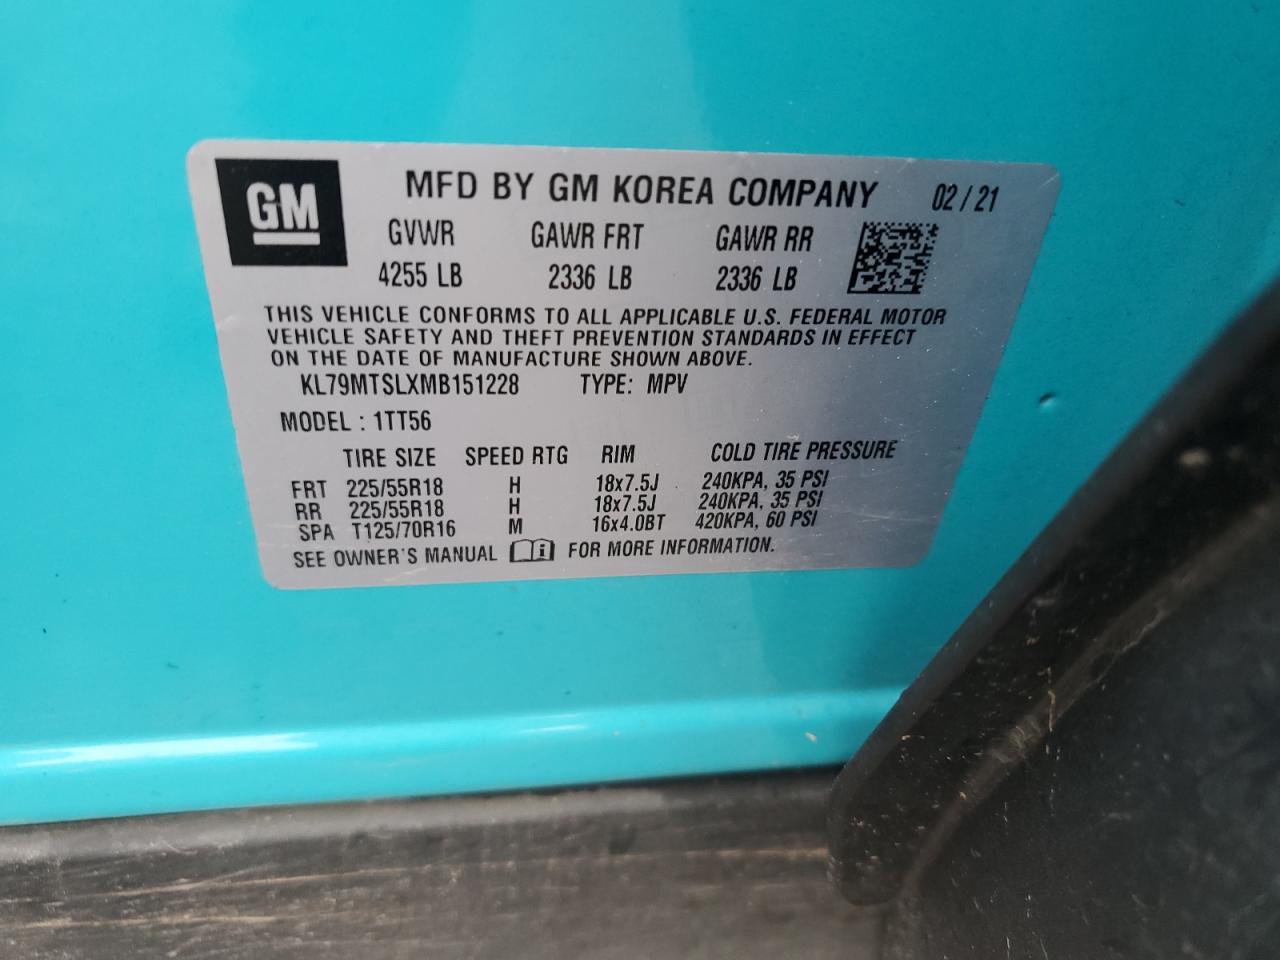 GM
MFD BY GM KOREA COMPANY 02/21
GVWR GAWR FRT GAWR RR
4255 LB 2336 LB 2336 LB
THIS VEHICLE CONFORMS TO ALL APPLICABLE U.S. FEDERAL MOTOR
VEHICLE SAFETY AND THEFT PREVENTION STANDARDS IN EFFECT
ON THE DATE OF MANUFACTURE SHOWN ABOVE.
KL79MTSLXMB151228 TYPE: MPV
MODEL : 1TT56
TIRE SIZE SPEED RTG RIM COLD TIRE PRESSURE
FRT 225/55R18 H 18x7.5J 240KPA, 35 PSI
RR 225/55R18 H 18x7.5J 240KPA, 35 PSI
SPA T125/70R16 M 16x4.0BT 420KPA, 60 PSI
SEE OWNER'S MANUAL i FOR MORE INFORMATION.